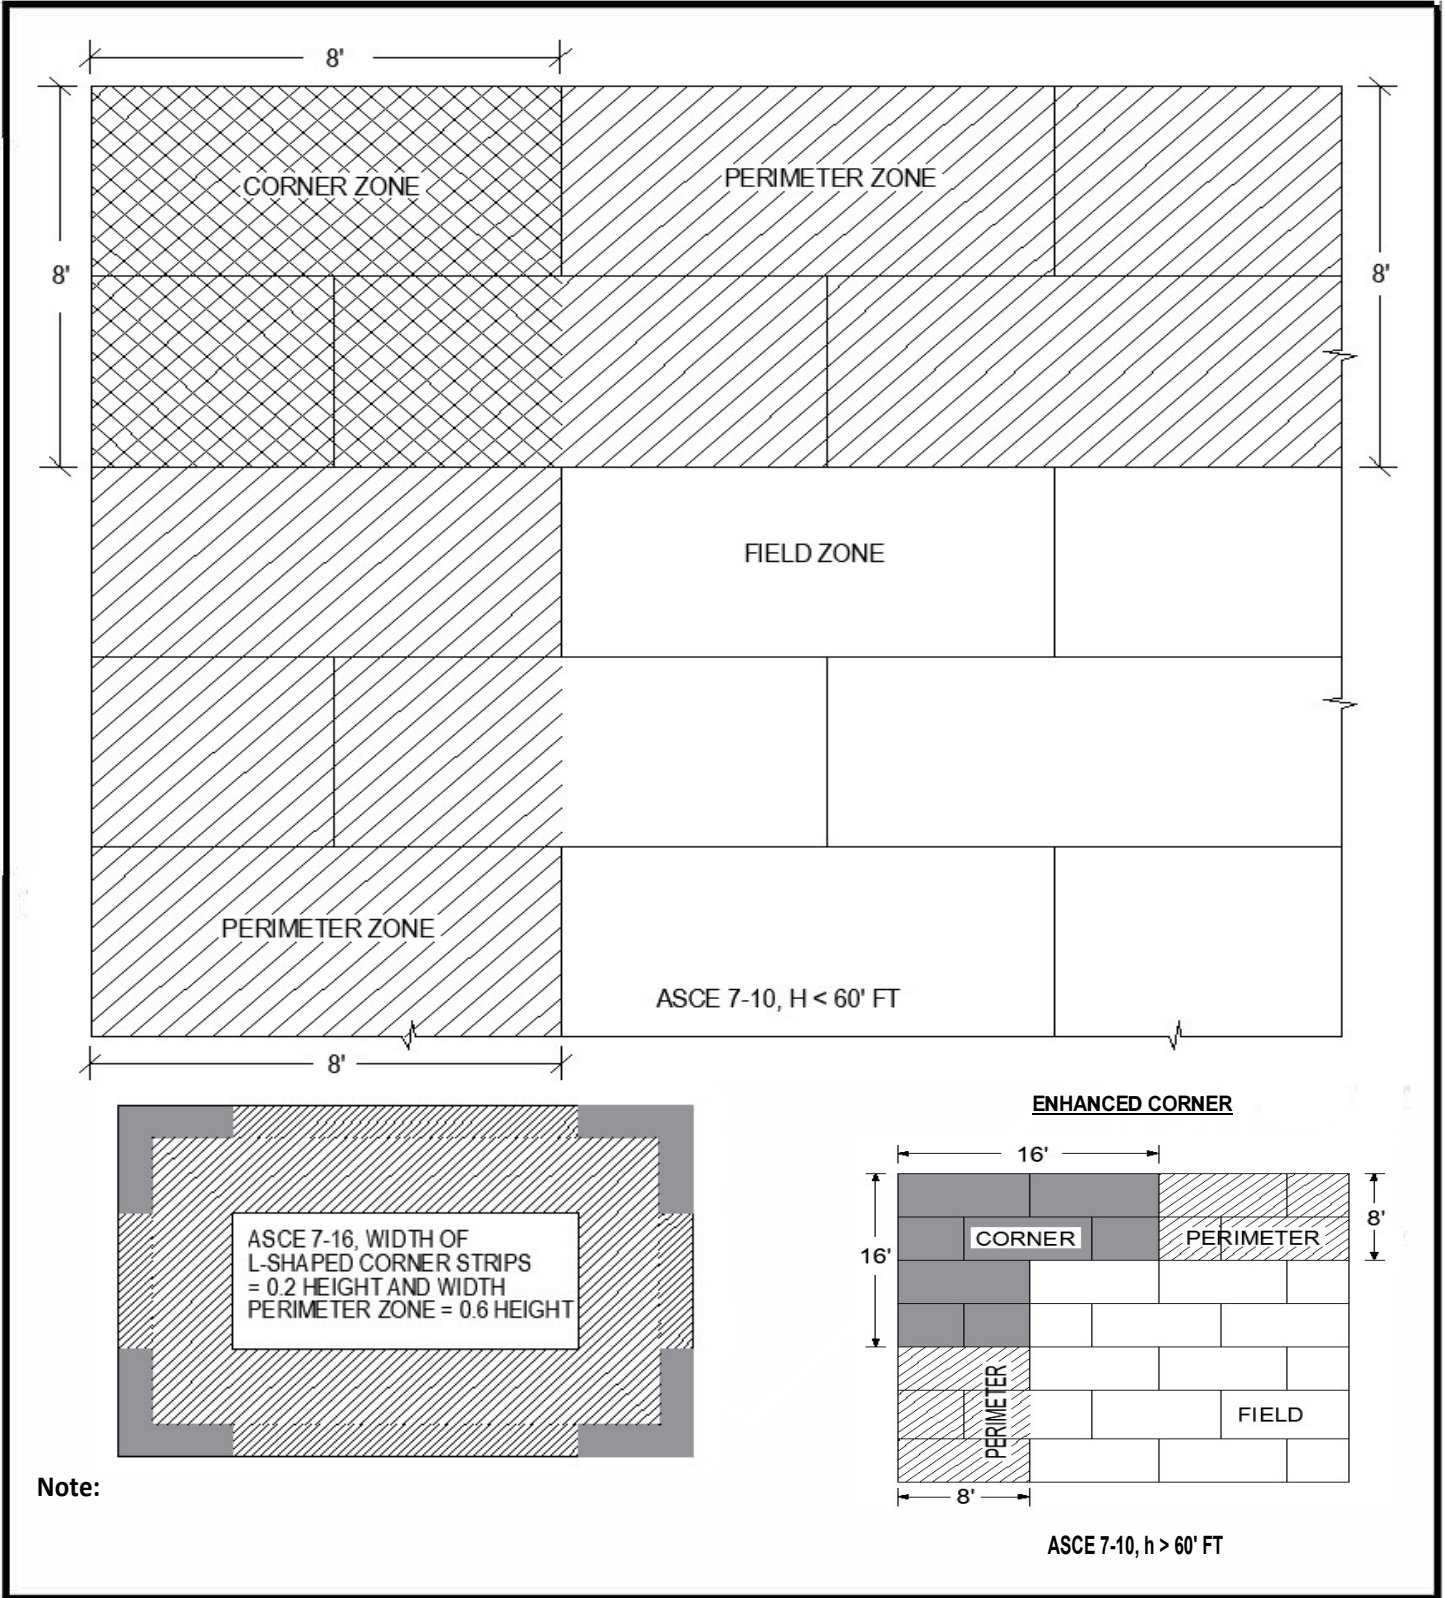 8'
CORNER ZONE
PERIMETER ZONE
8'
8'
FIELD ZONE
PERIMETER ZONE
ASCE 7-10, H < 60' FT
8'
ENHANCED CORNER
16'
8'
CORNER
PERIMETER
16'
ASCE 7-16, WIDTH OF
L-SHAPED CORNER STRIPS
= 0.2 HEIGHT AND WIDTH
PERIMETER ZONE = 0.6 HEIGHT
PERIMETER
FIELD
Note:
8'
ASCE 7-10, h > 60' FT